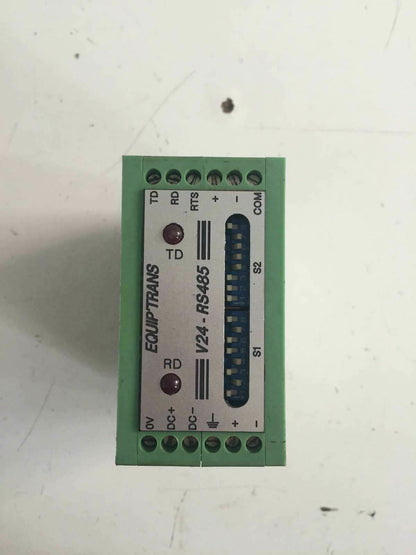 TD RD RTS + - COM
TD
EQUIP'TRANS
V24 - RS485
S2
S1
RD
0V DC+ DC- + -